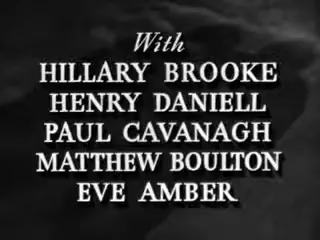 With
HILLARY BROOKE
HENRY DANIELL
PAUL CAVANAGH
MATTHEW BOULTON
EVE AMBER